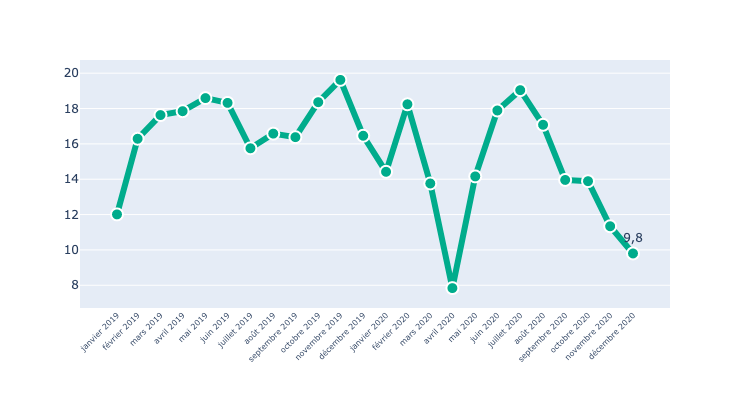 20
18
16
14
12
10
8
9,8
janvier 2019
février 2019
mars 2019
avril 2019
mai 2019
juin 2019
juillet 2019
août 2019
septembre 2019
octobre 2019
novembre 2019
décembre 2019
janvier 2020
février 2020
mars 2020
avril 2020
mai 2020
juin 2020
juillet 2020
août 2020
septembre 2020
octobre 2020
novembre 2020
décembre 2020